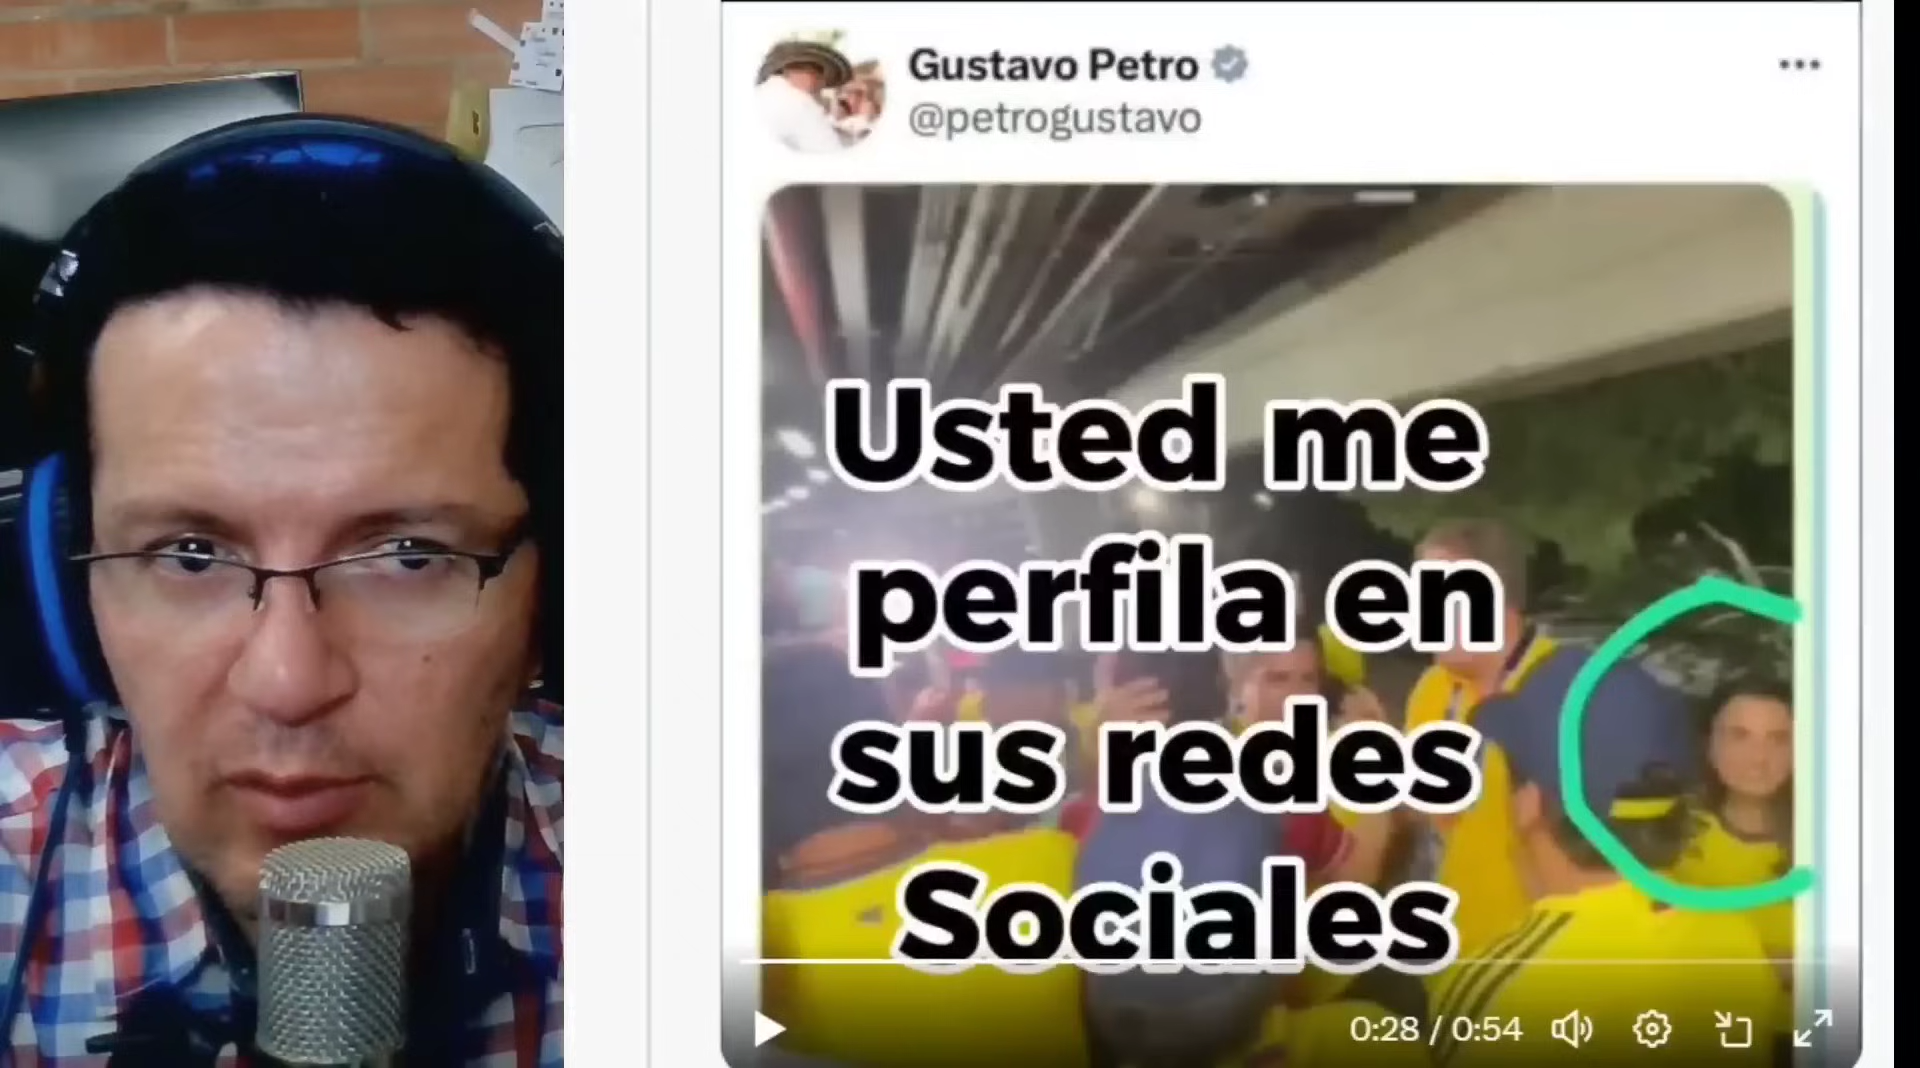 Gustavo Petro
@petrogustavo
Usted me
perfila en
sus redes
Sociales
0:28 / 0:54